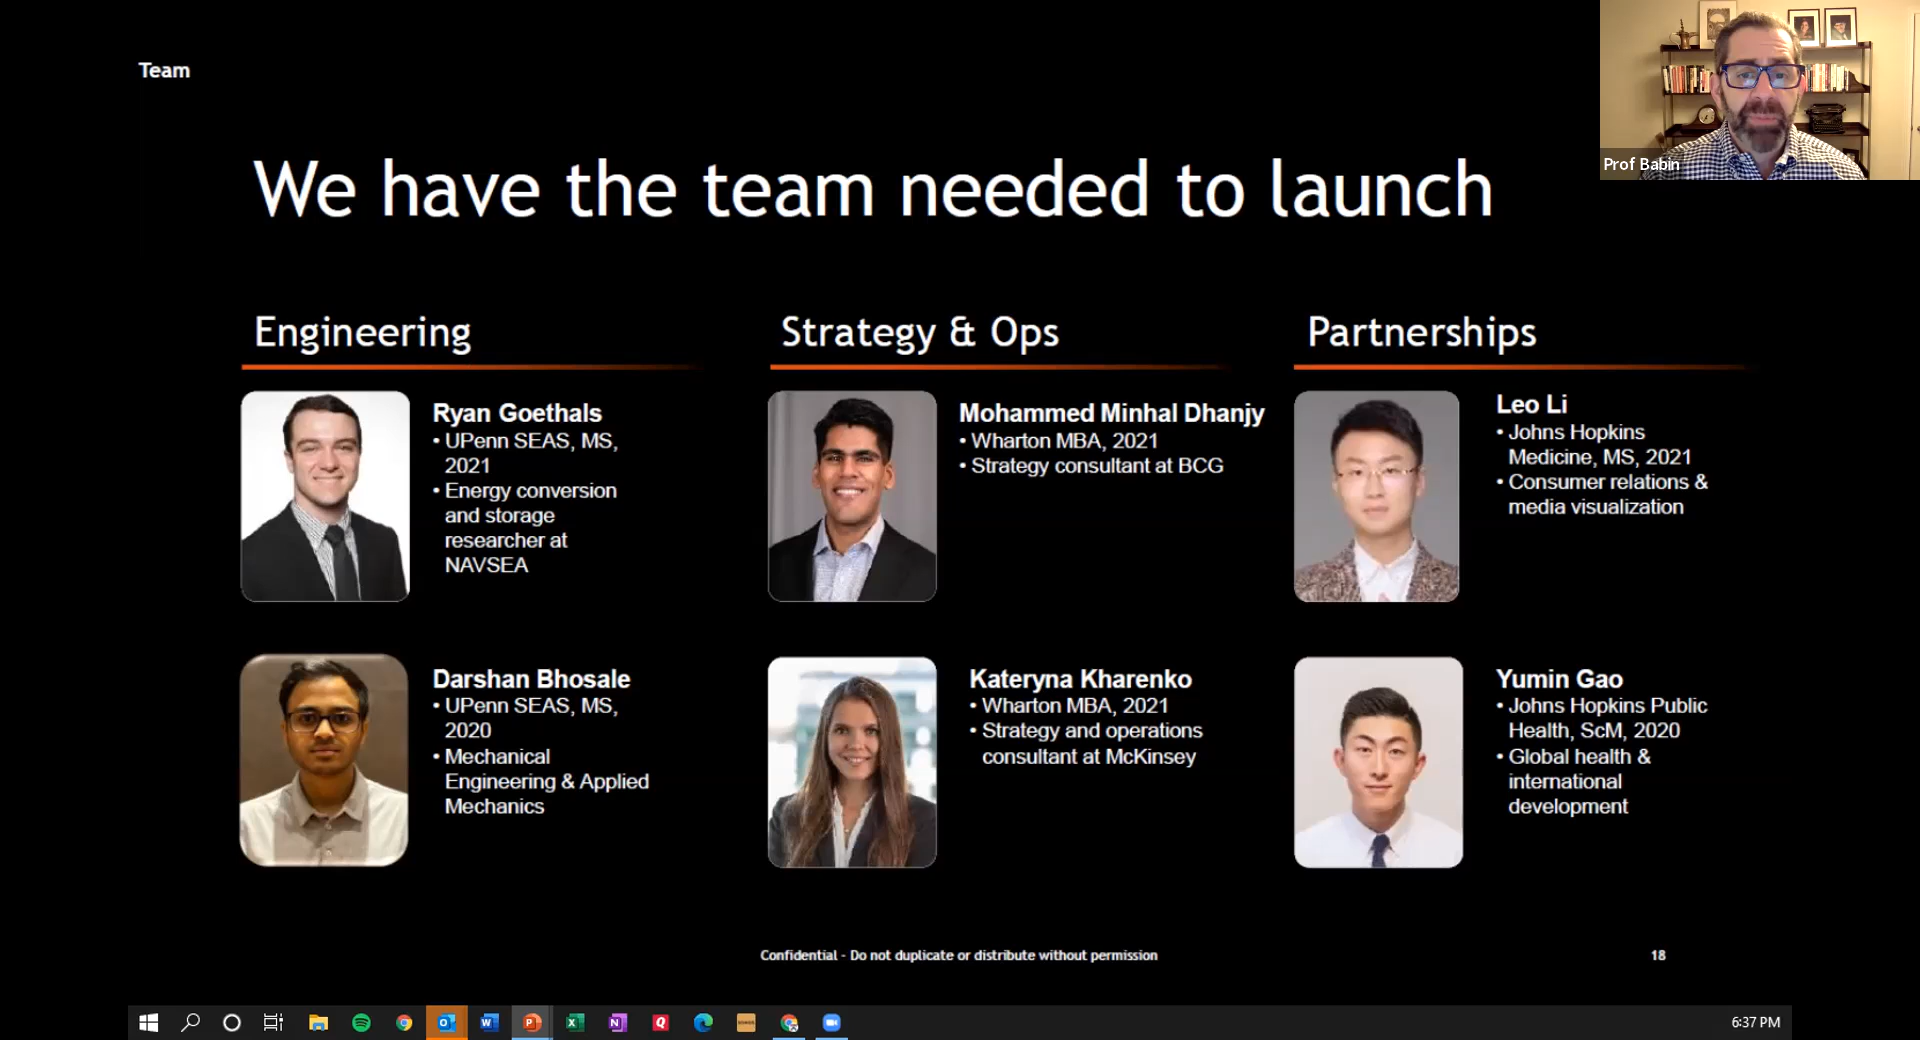 Team
Prof Babin
We have the team needed to launch
Engineering
Ryan Goethals
• UPenn SEAS, MS,
2021
• Energy conversion
and storage
researcher at
NAVSEA
Darshan Bhosale
• UPenn SEAS, MS,
2020
• Mechanical
Engineering & Applied
Mechanics
Strategy & Ops
Mohammed Minhal Dhanjy
• Wharton MBA, 2021
• Strategy consultant at BCG
Kateryna Kharenko
• Wharton MBA, 2021
• Strategy and operations
consultant at McKinsey
Partnerships
Leo Li
• Johns Hopkins
Medicine, MS, 2021
• Consumer relations &
media visualization
Yumin Gao
• Johns Hopkins Public
Health, ScM, 2020
• Global health &
international
development
Confidential - Do not duplicate or distribute without permission
18
6:37 PM